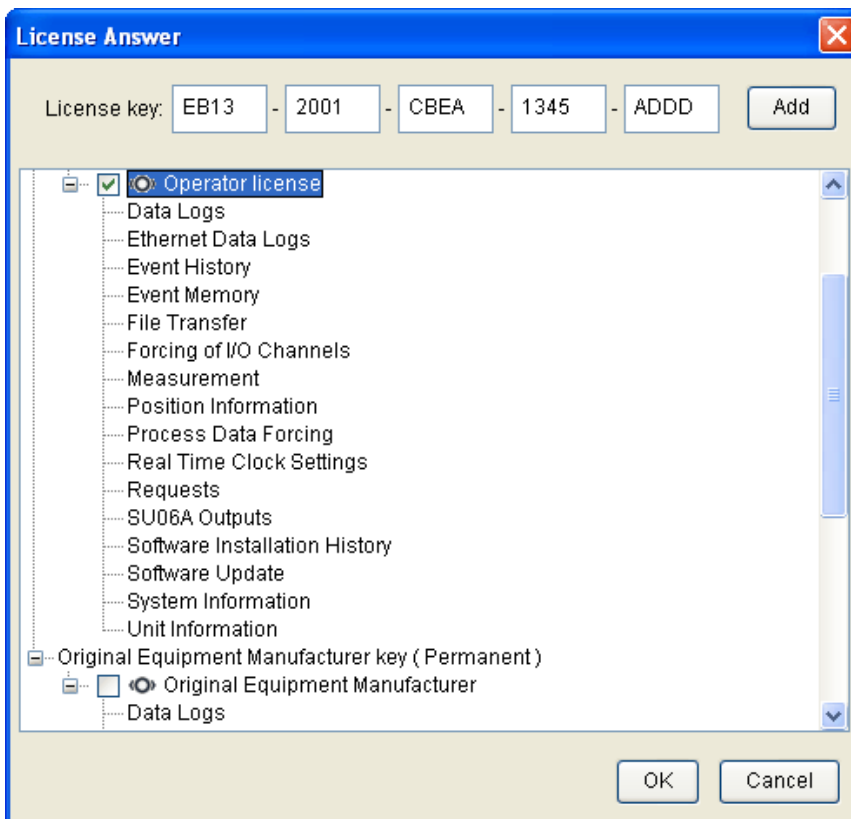 License Answer
License key: EB13 - 2001 - CBEA - 1345 - ADDD Add
Operator license
Data Logs
Ethernet Data Logs
Event History
Event Memory
File Transfer
Forcing of I/O Channels
Measurement
Position Information
Process Data Forcing
Real Time Clock Settings
Requests
SU06A Outputs
Software Installation History
Software Update
System Information
Unit Information
Original Equipment Manufacturer key ( Permanent )
Original Equipment Manufacturer
Data Logs
OK Cancel